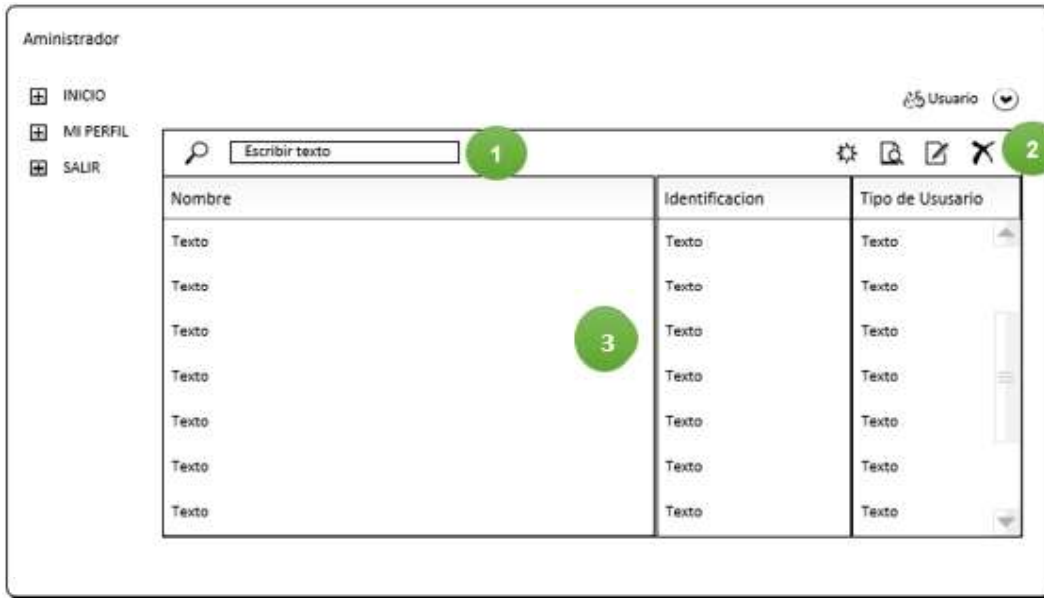 Aministrador
INICIO
Usuario
MI PERFIL
Escribir texto
1
2
SALIR
Nombre Identificacion Tipo de Ususario
Texto Texto Texto
Texto Texto Texto
Texto Texto Texto
3
Texto Texto Texto
Texto Texto Texto
Texto Texto Texto
Texto Texto Texto